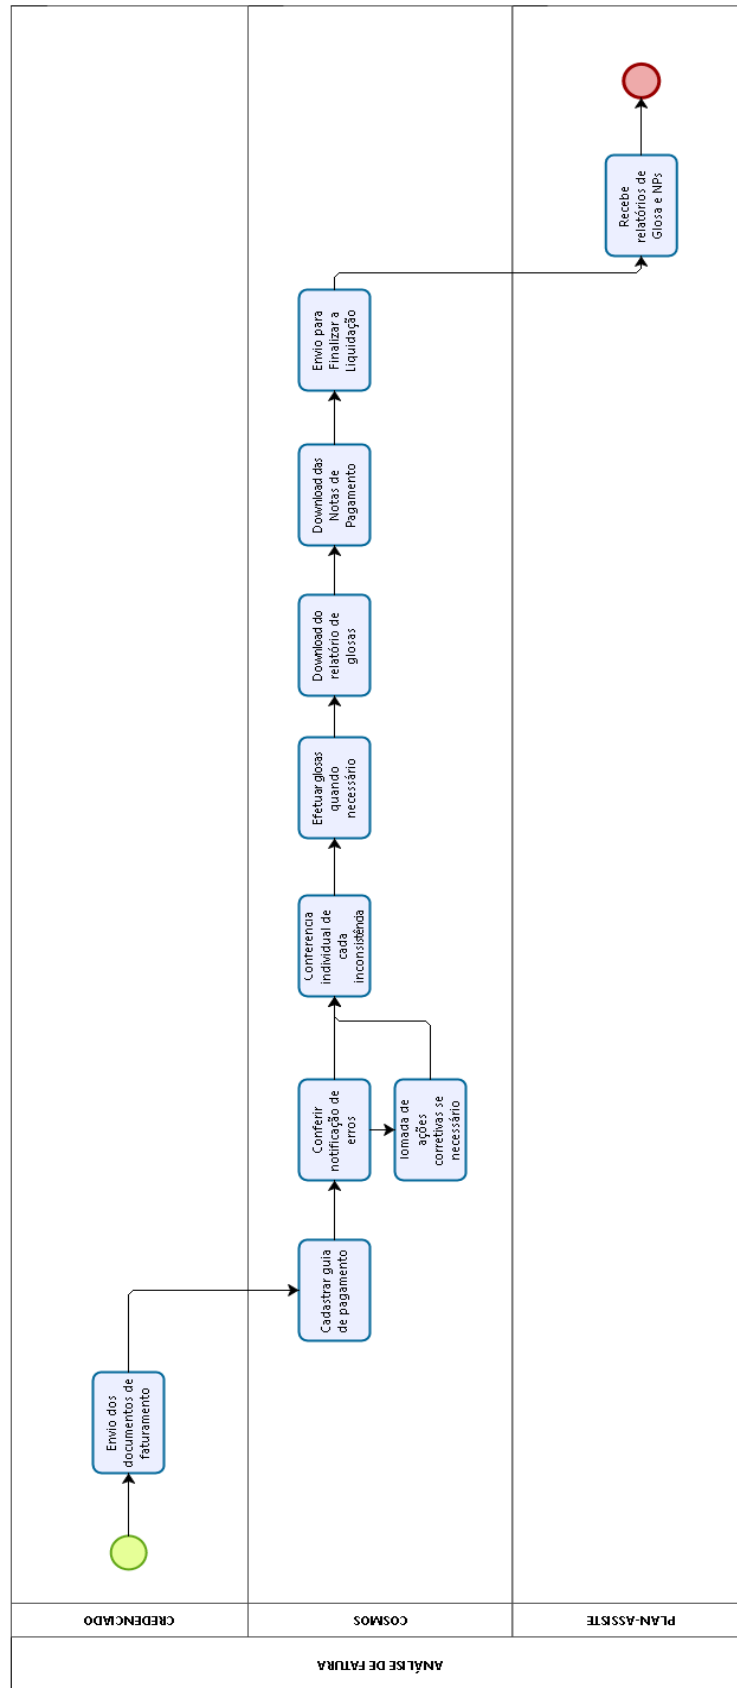 Recebe
relatórios de
Glosa e NPs
Envio para
Finalizar a
Liquidação
Download das
Notas de
Pagamento
Download do
relatório de
glosas
Efetuar glosas
quando
necessário
Conferencia
individual de
cada
inconsistência
Conferir
notificação de
erros
Tomada de
ações
corretivas se
necessário
Cadastrar guia
de pagamento
Envio dos
documentos de
faturamento
CREDENCIADO
COSMOS
PLAN-ASSISTE
ANÁLISE DE FATURA